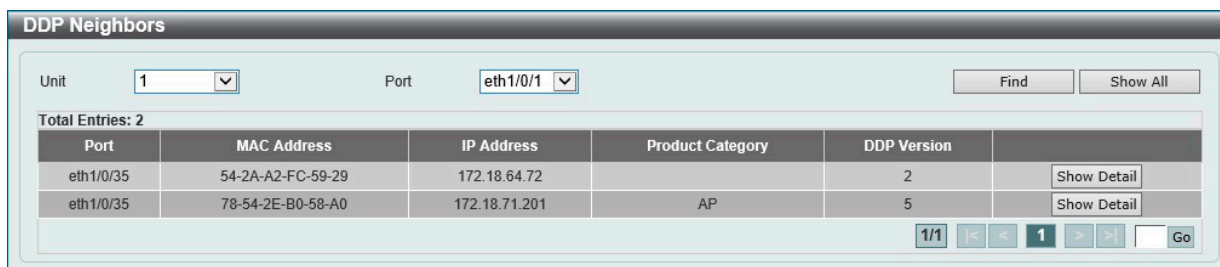 DDP Neighbors
Unit 1 Port eth1/0/1 Find Show All
Total Entries: 2
Port MAC Address IP Address Product Category DDP Version
eth1/0/35 54-2A-A2-FC-59-29 172.18.64.72 2 Show Detail
eth1/0/35 78-54-2E-B0-58-A0 172.18.71.201 AP 5 Show Detail
1/1 |< < 1 > >| Go